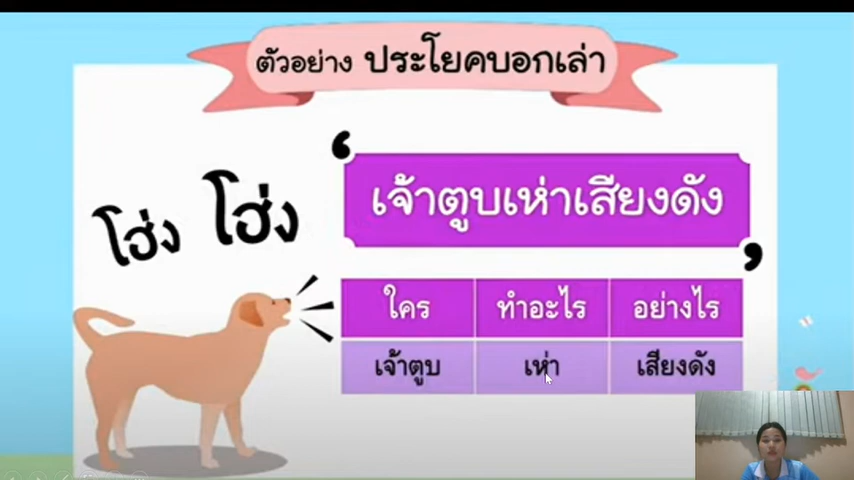 ตัวอย่าง ประโยคบอกเล่า
โฮ่ง โฮ่ง
‘เจ้าตูบเห่าเสียงดัง’
ใคร ทำอะไร อย่างไร
เจ้าตูบ เห่า เสียงดัง